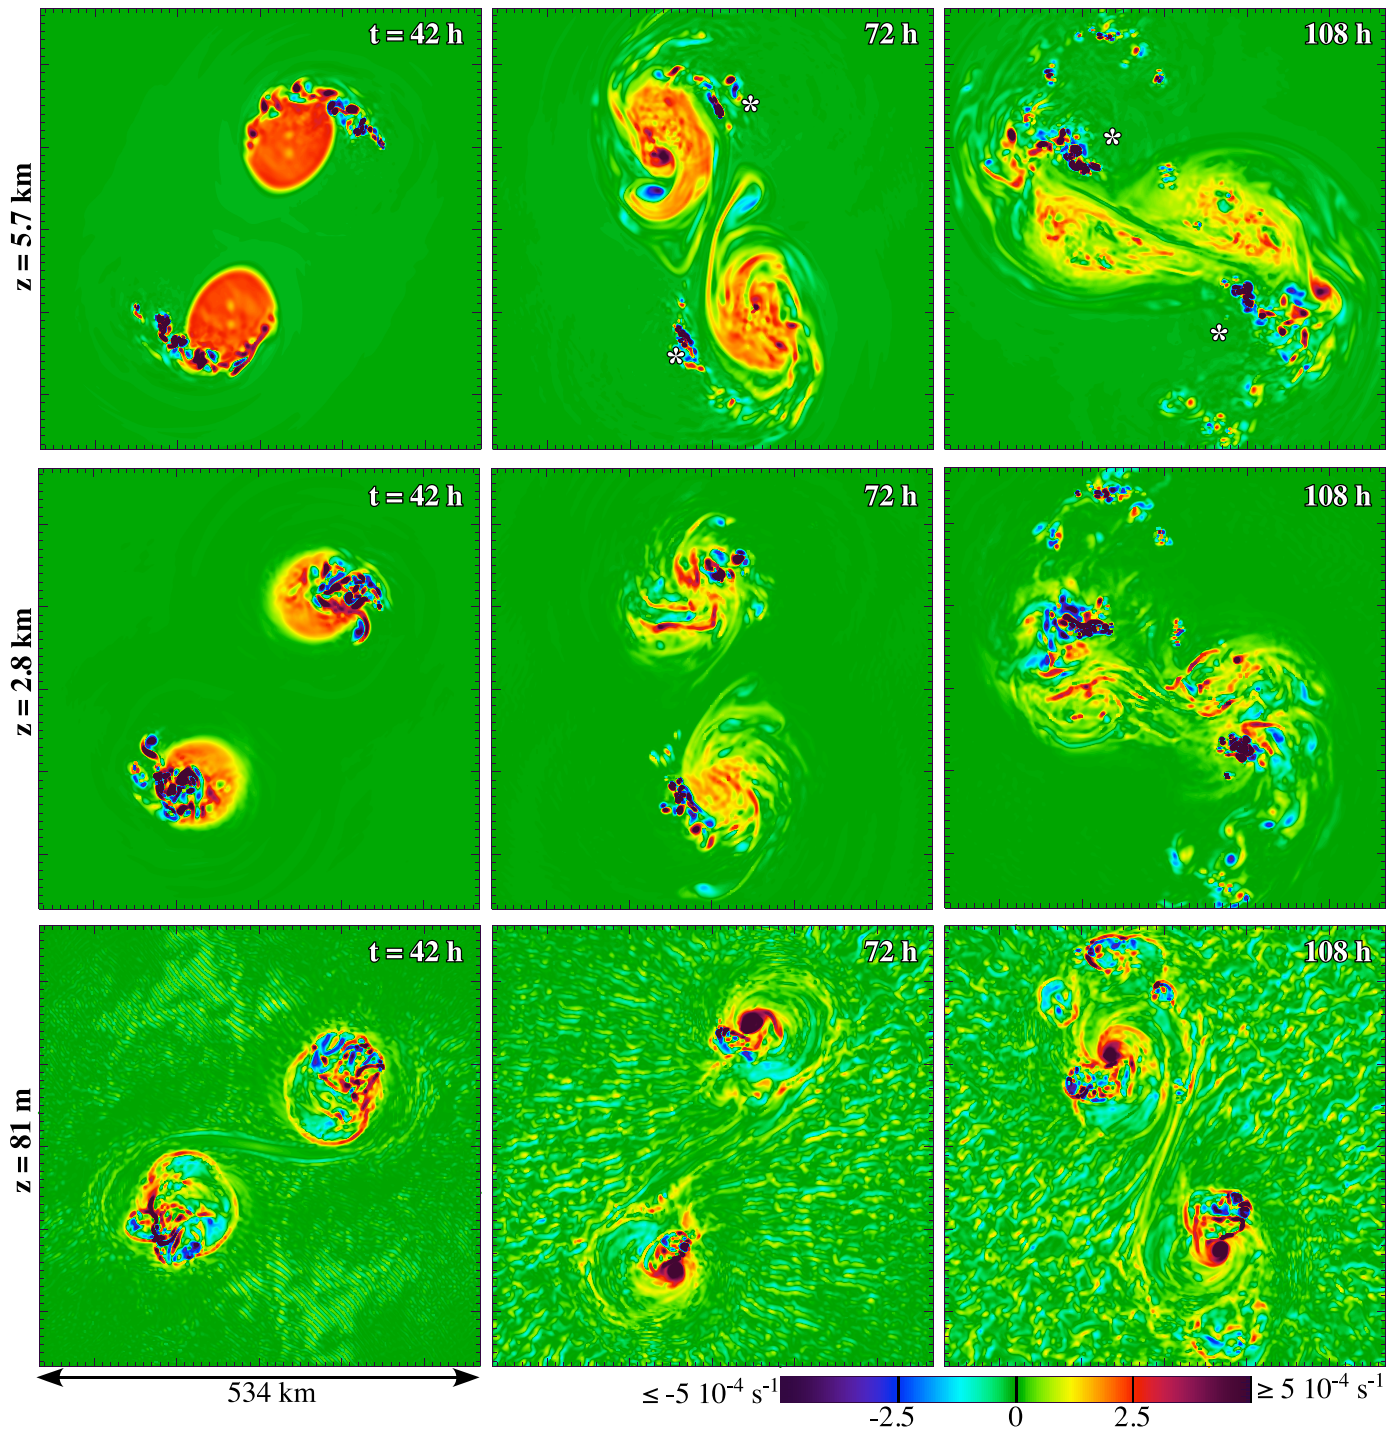 t = 42 h
72 h
108 h
z = 5.7 km
*
*
*
*
t = 42 h
72 h
108 h
z = 2.8 km
t = 42 h
72 h
108 h
z = 81 m
534 km
≤ -5 10⁻⁴ s⁻¹
≥ 5 10⁻⁴ s⁻¹
-2.5 0 2.5